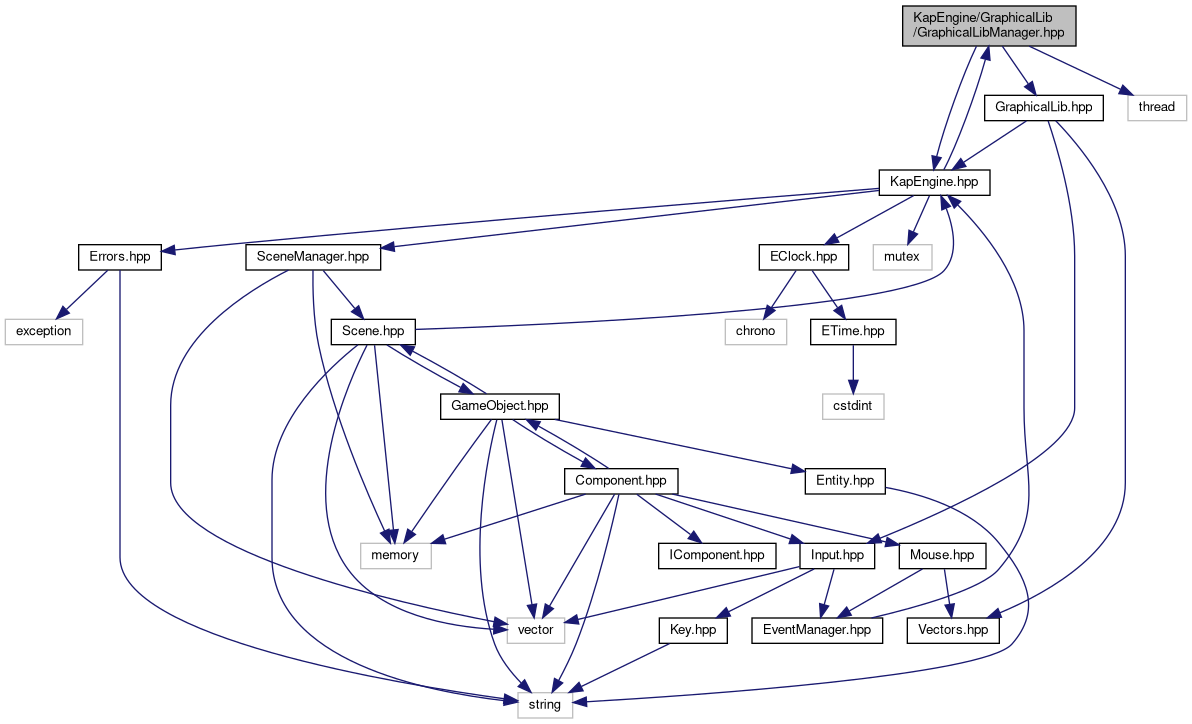 KapEngine/GraphicalLib
/GraphicalLibManager.hpp
GraphicalLib.hpp
thread
KapEngine.hpp
Errors.hpp
SceneManager.hpp
EClock.hpp
mutex
exception
Scene.hpp
chrono
ETime.hpp
GameObject.hpp
cstdint
Component.hpp
Entity.hpp
memory
IComponent.hpp
Input.hpp
Mouse.hpp
vector
Key.hpp
EventManager.hpp
Vectors.hpp
string